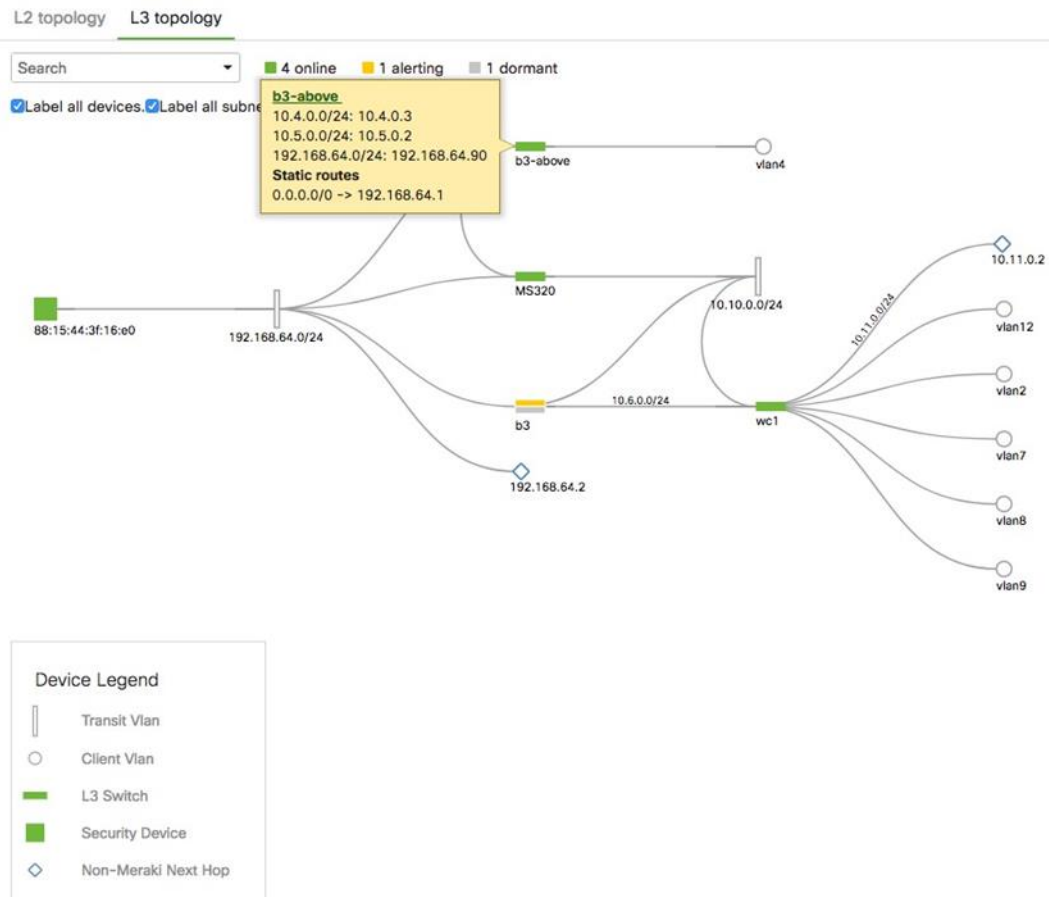 L2 topology L3 topology
Search
4 online 1 alerting 1 dormant
Label all devices. Label all subne
b3-above
10.4.0.0/24: 10.4.0.3
10.5.0.0/24: 10.5.0.2
192.168.64.0/24: 192.168.64.90
Static routes
0.0.0.0/0 -> 192.168.64.1
b3-above
vlan4
10.11.0.2
MS320
10.10.0.0/24
88:15:44:3f:16:e0
192.168.64.0/24
10.11.0.0/24
vlan12
vlan2
10.6.0.0/24
b3
wc1
vlan7
192.168.64.2
vlan8
vlan9
Device Legend
Transit Vlan
Client Vlan
L3 Switch
Security Device
Non-Meraki Next Hop